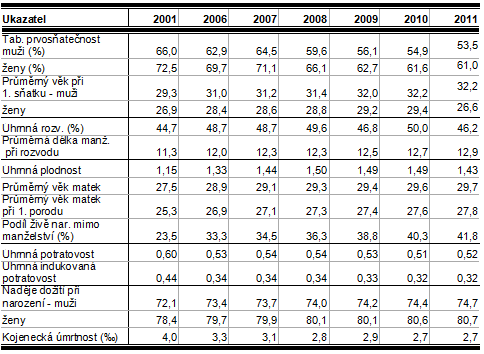 Ukazatel 2001 2006 2007 2008 2009 2010 2011
Tab. prvosňatečnost
muži (%) 66,0 62,9 64,5 59,6 56,1 54,9 53,5
ženy (%) 72,5 69,7 71,1 66,1 62,7 61,6 61,0
Průměrný věk při
1. sňatku - muži 29,3 31,0 31,2 31,4 32,0 32,2 32,2
ženy 26,9 28,4 28,6 28,8 29,2 29,4 26,6
Úhrnná rozv. (%) 44,7 48,7 48,7 49,6 46,8 50,0 46,2
Průměrná délka manž.
při rozvodu 11,3 12,0 12,3 12,3 12,5 12,7 12,9
Úhrnná plodnost 1,15 1,33 1,44 1,50 1,49 1,49 1,43
Průměrný věk matek 27,5 28,9 29,1 29,3 29,4 29,6 29,7
Průměrný věk matek
při 1. porodu 25,3 26,9 27,1 27,3 27,4 27,6 27,8
Podíl živě nar. mimo
manželství (%) 23,5 33,3 34,5 36,3 38,8 40,3 41,8
Úhrnná potratovost 0,60 0,53 0,54 0,54 0,53 0,51 0,52
Úhrnná indukovaná
potratovost 0,44 0,34 0,34 0,34 0,33 0,32 0,32
Naděje dožití při
narození - muži 72,1 73,4 73,7 74,0 74,2 74,4 74,7
ženy 78,4 79,7 79,9 80,1 80,1 80,6 80,7
Kojenecká úmrtnost (‰) 4,0 3,3 3,1 2,8 2,9 2,7 2,7